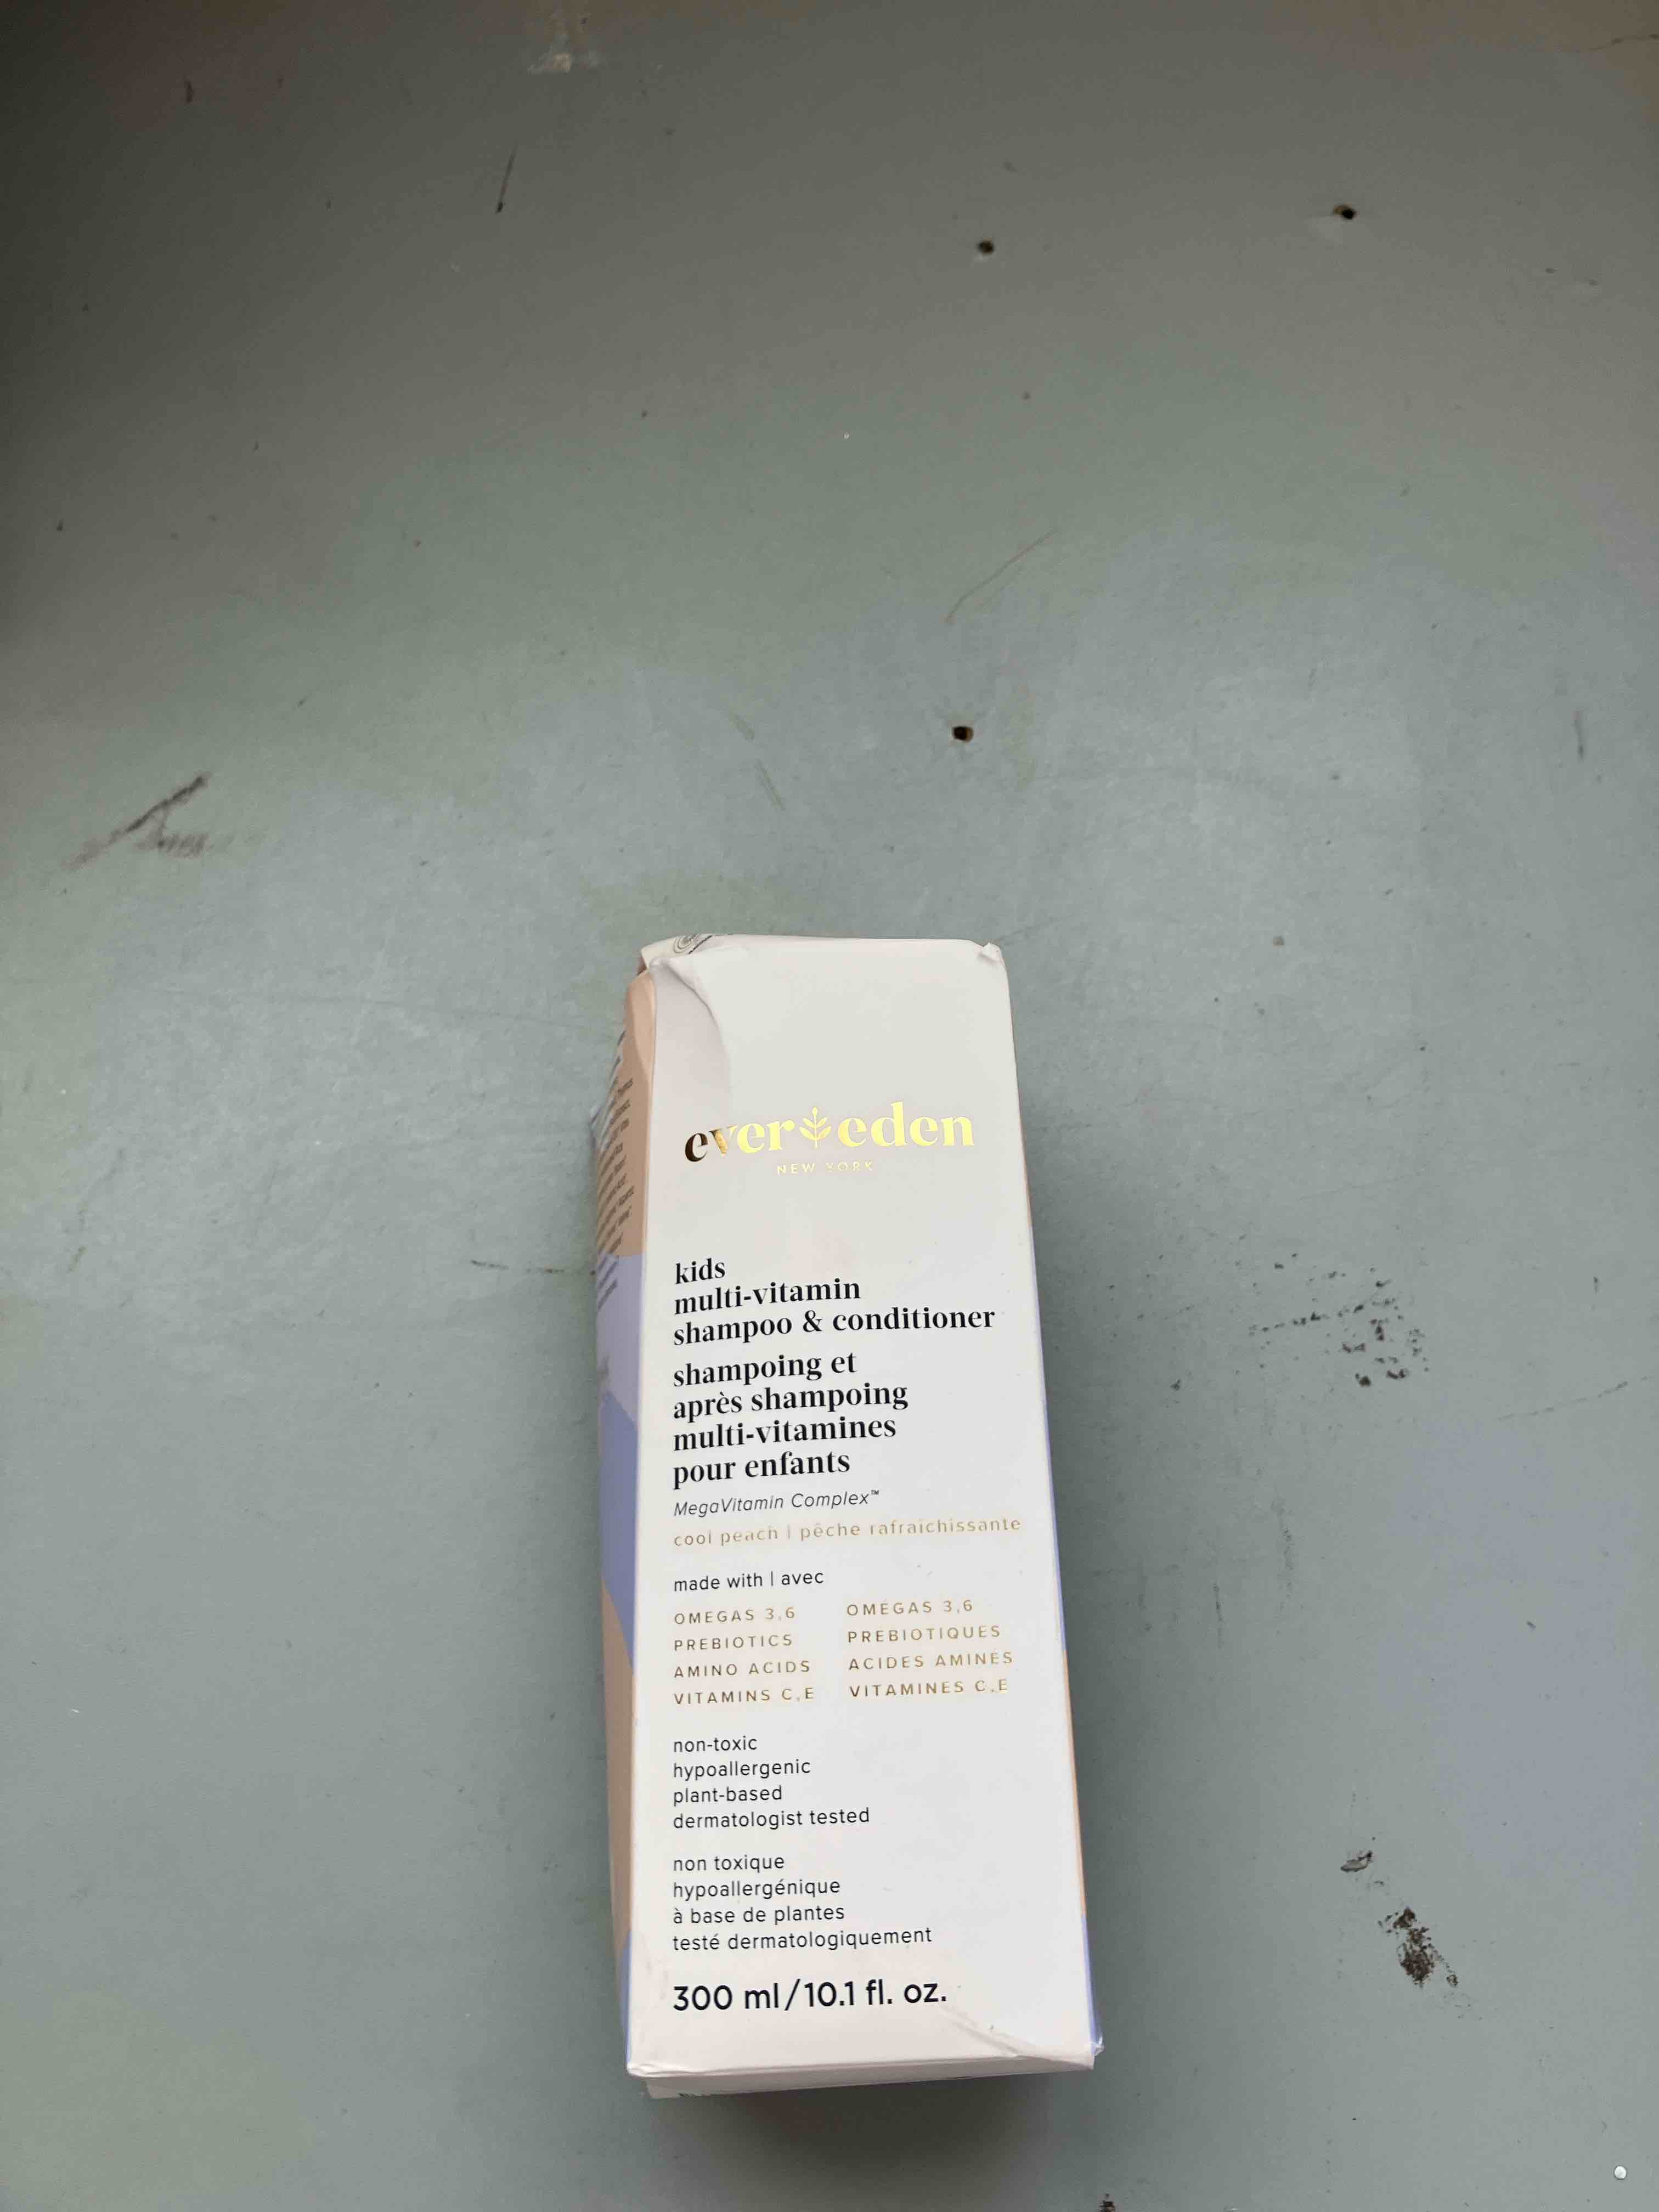 ever eden
NEW YORK
kids
multi-vitamin
shampoo & conditioner
shampoing et
après shampoing
multi-vitamines
pour enfants
MegaVitamin Complex™
cool peach | pêche rafraîchissante
made with | avec
OMEGAS 3,6 OMEGAS 3,6
PREBIOTICS PREBIOTIQUES
AMINO ACIDS ACIDES AMINÉS
VITAMINS C,E VITAMINES C,E
non-toxic
hypoallergenic
plant-based
dermatologist tested
non toxique
hypoallergénique
à base de plantes
testé dermatologiquement
300 ml/10.1 fl. oz.